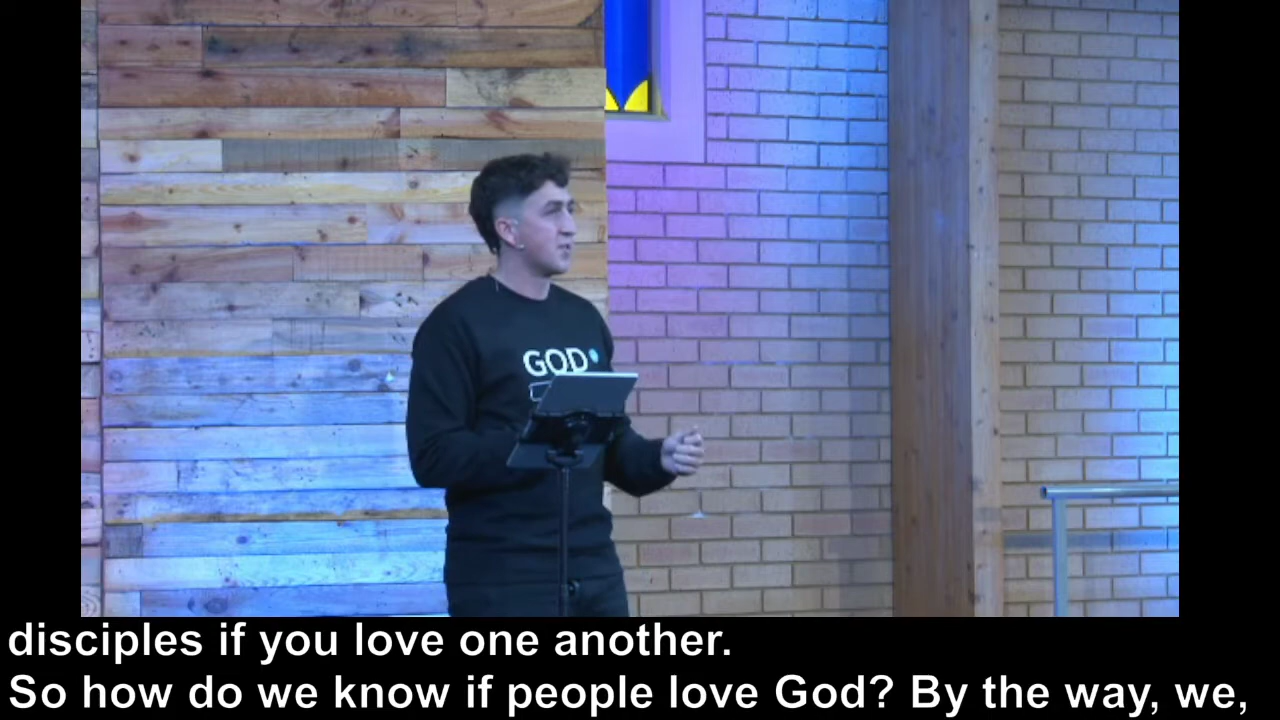 GOD
disciples if you love one another.
So how do we know if people love God? By the way, we,